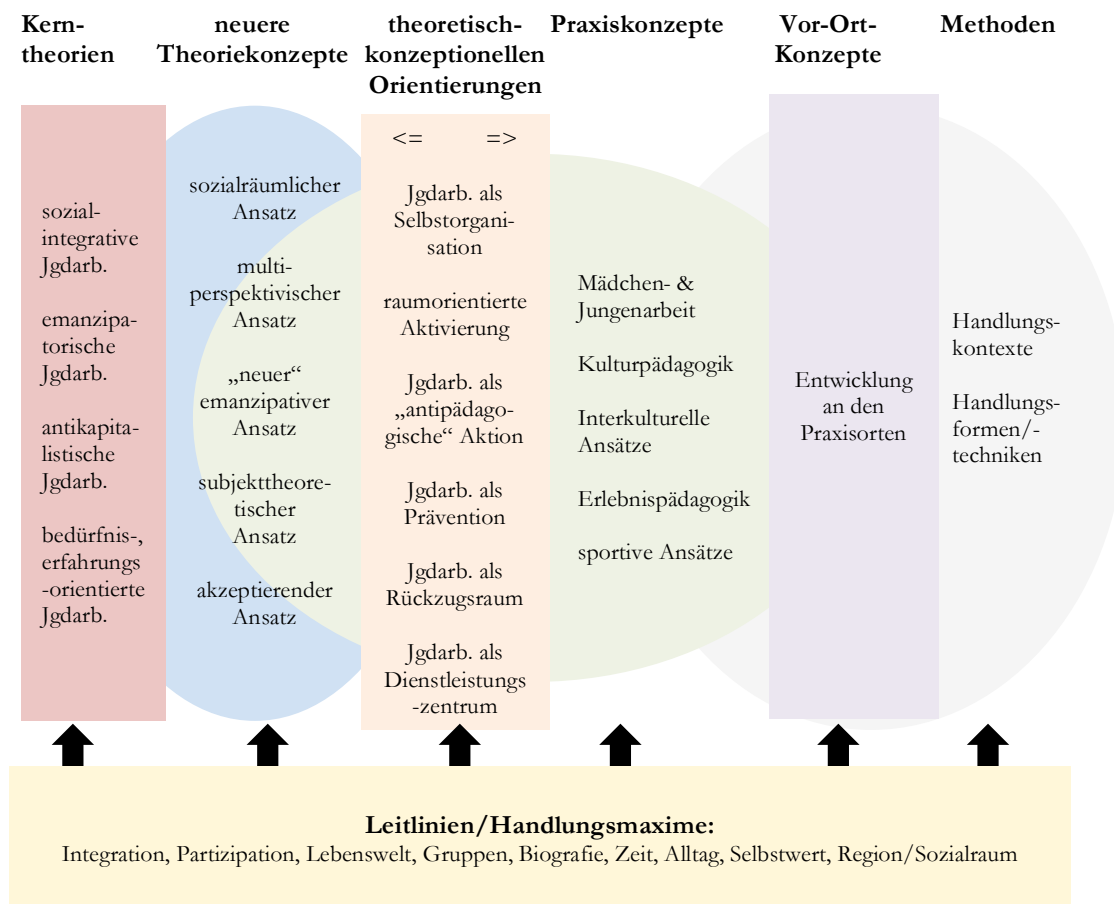 Kern-
theorien
neuere
Theoriekonzepte
theoretisch-
konzeptionellen
Orientierungen
Praxiskonzepte
Vor-Ort-
Konzepte
Methoden
sozial-
integrative
Jgdarb.
emanzipa-
torische
Jgdarb.
antikapita-
listische
Jgdarb.
bedürfnis-,
erfahrungs
-orientierte
Jgdarb.
sozialräumlicher
Ansatz
multi-
perspektivischer
Ansatz
„neuer“
emanzipativer
Ansatz
subjekttheore-
tischer
Ansatz
akzeptierender
Ansatz
<= =>
Jgdarb. als
Selbstorgani-
sation
raumorientierte
Aktivierung
Jgdarb. als
„antipädago-
gische“ Aktion
Jgdarb. als
Prävention
Jgdarb. als
Rückzugsraum
Jgdarb. als
Dienstleistungs
-zentrum
Mädchen- &
Jungenarbeit
Kulturpädagogik
Interkulturelle
Ansätze
Erlebnispädagogik
sportive Ansätze
Entwicklung
an den
Praxisorten
Handlungs-
kontexte
Handlungs-
formen/-
techniken
Leitlinien/Handlungsmaxime:
Integration, Partizipation, Lebenswelt, Gruppen, Biografie, Zeit, Alltag, Selbstwert, Region/Sozialraum